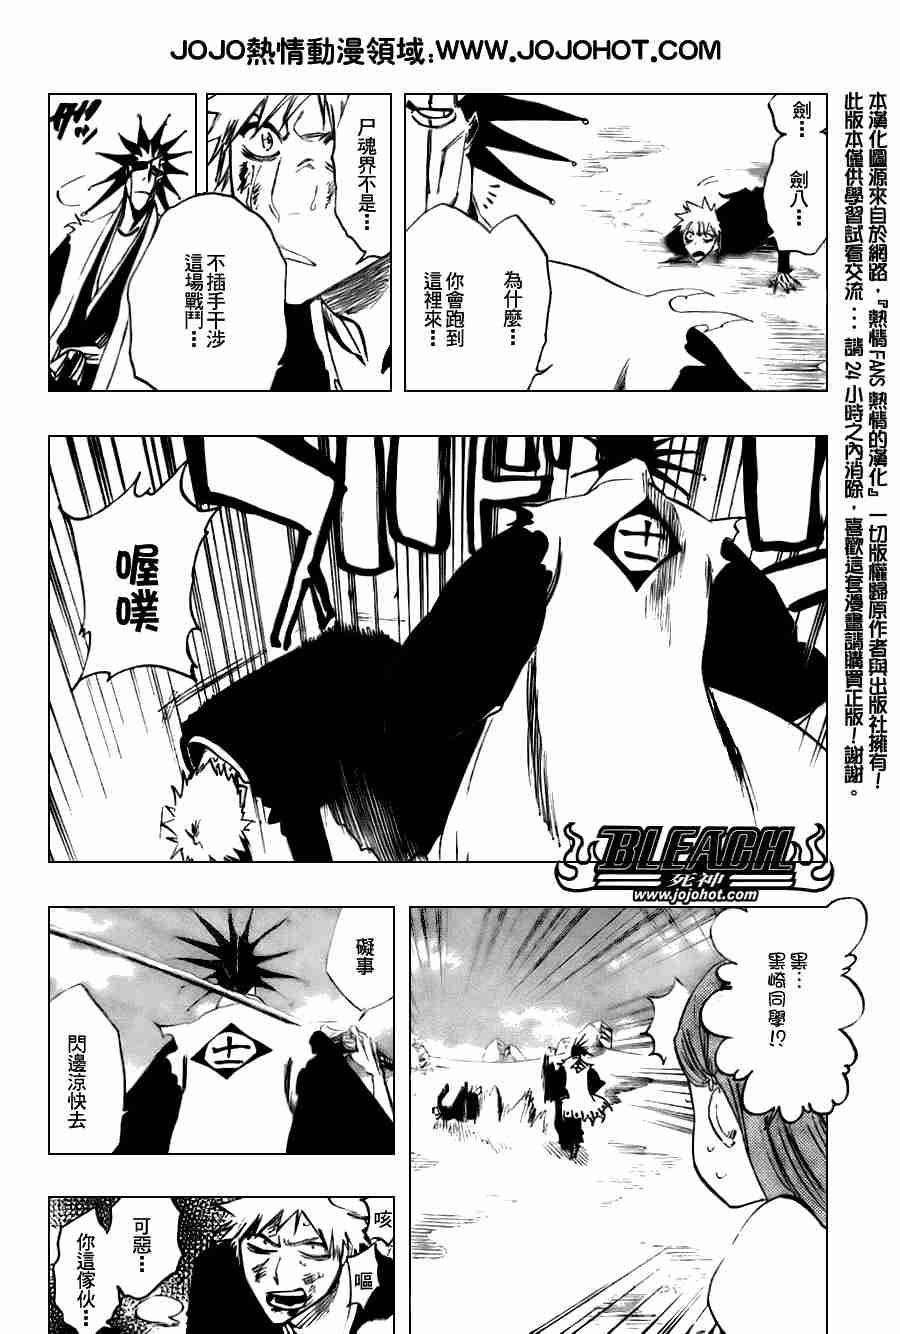 JOJO熱情動漫領域:WWW.JOJOHOT.COM
本漢化圖源來自於網路，『熱情FANS熱情的漢化』一切版權歸原作者與出版社擁有!
此版本僅供學習試看交流…請24小時之內消除，喜歡這套漫畫請購買正版!謝謝。
劍…
劍八…
為什麼…
你會跑到
這裡來…
尸魂界不是…
不插手干涉
這場戰鬥…
喔
噗
十一
BLEACH
死神
www.jojohot.com
黑…
黑崎同學!?
礙事
十一
閃邊涼快去
咳
嘔
可惡…
你這傢伙…